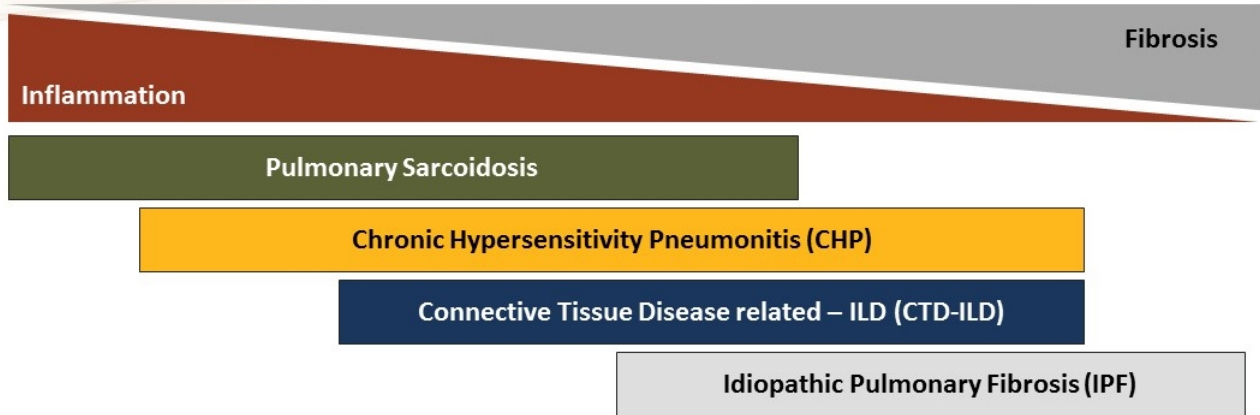 Fibrosis
Inflammation
Pulmonary Sarcoidosis
Chronic Hypersensitivity Pneumonitis (CHP)
Connective Tissue Disease related – ILD (CTD-ILD)
Idiopathic Pulmonary Fibrosis (IPF)